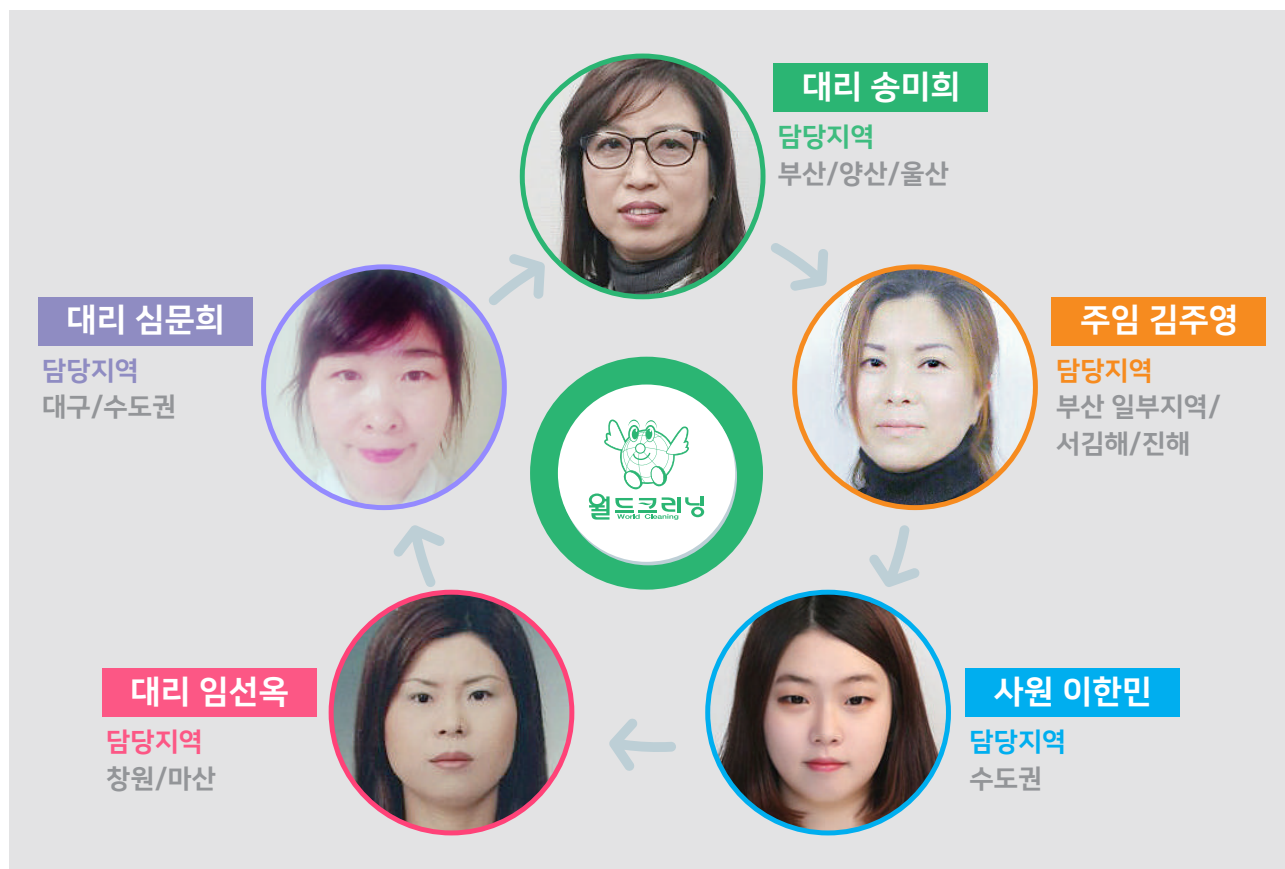 대리 송미희
담당지역
부산/양산/울산
주임 김주영
담당지역
부산 일부지역/
서김해/진해
사원 이한민
담당지역
수도권
대리 임선옥
담당지역
창원/마산
대리 심문희
담당지역
대구/수도권
월드크리닝
World Cleaning